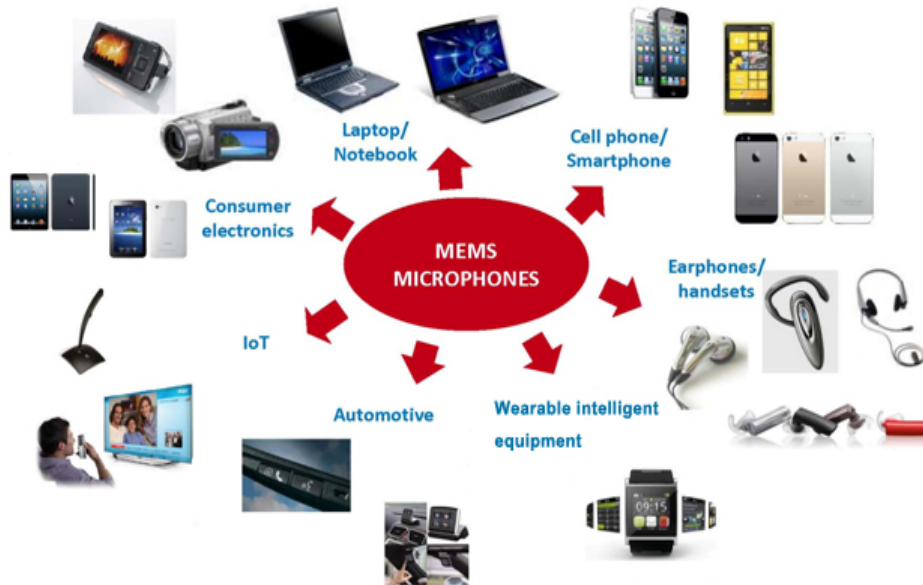 Laptop/
Notebook
Cell phone/
Smartphone
Consumer
electronics
MEMS
MICROPHONES
Earphones/
handsets
IoT
Automotive
Wearable intelligent
equipment
09:15